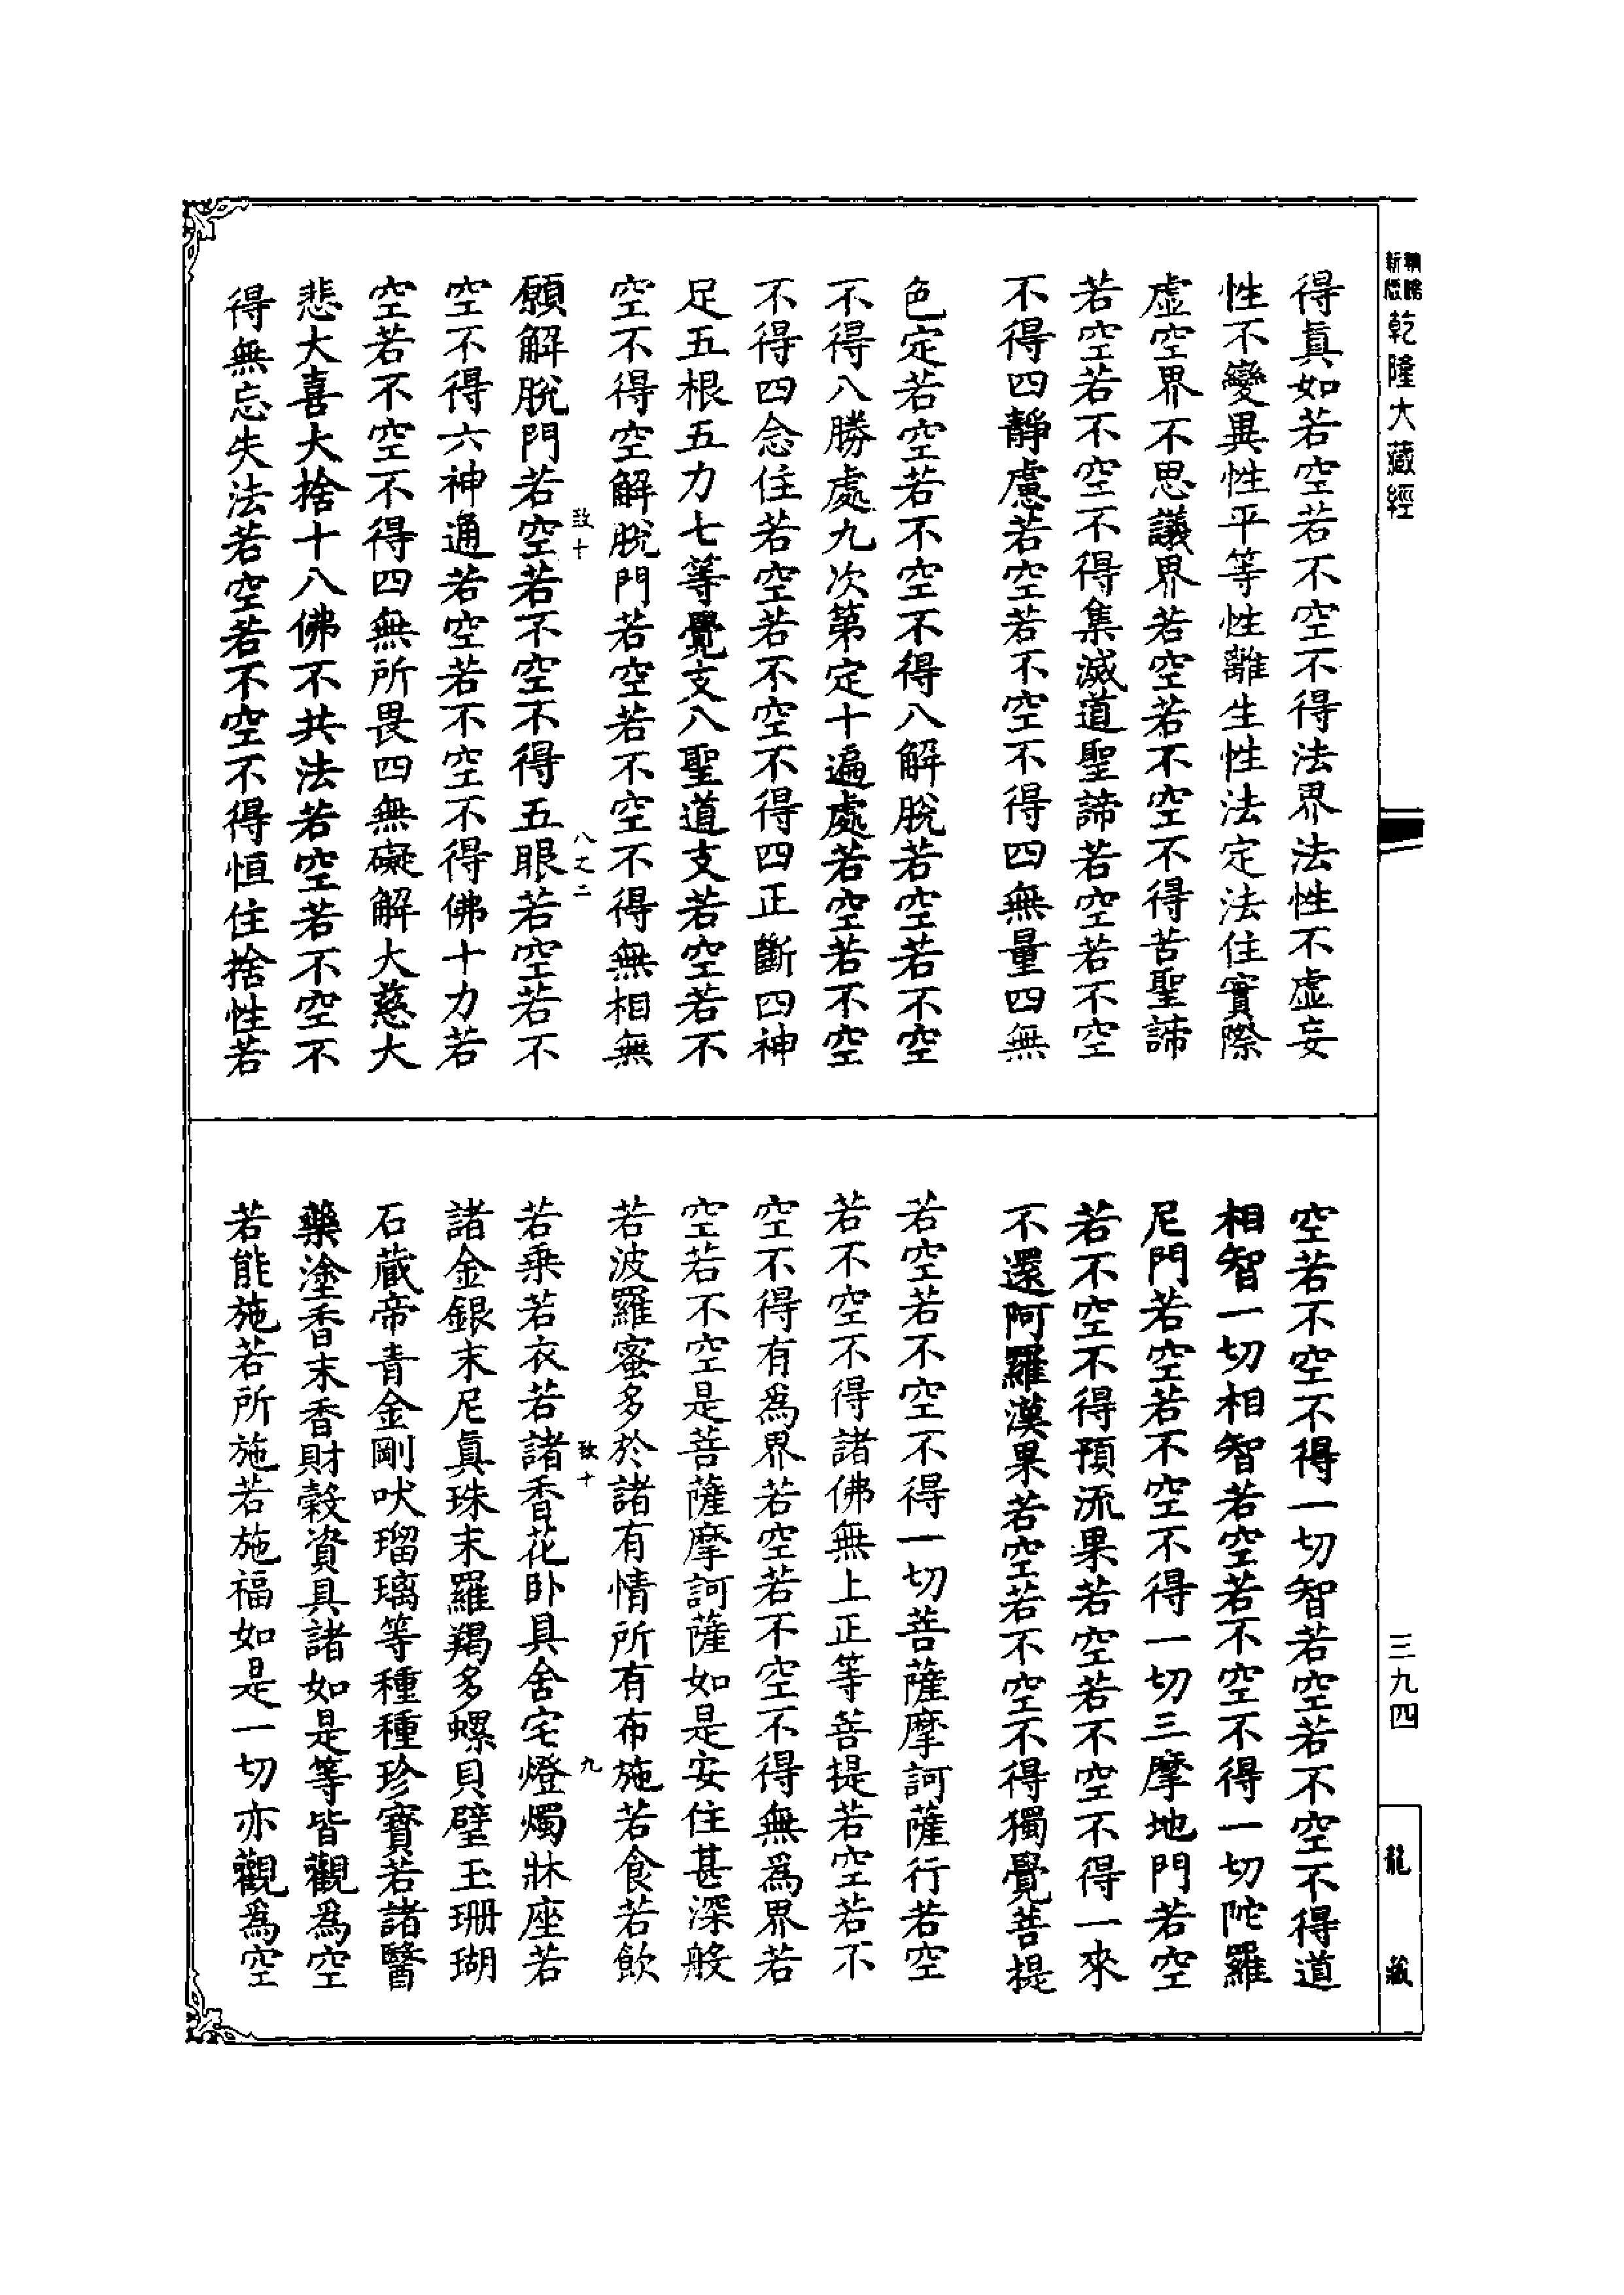 乾隆大藏經
得眞如若空若不空不得法界法性不虛妄
性不變異性平等性離生性法定法住實際
虛空界不思議界若空若不空不得苦聖諦
若空若不空不得集滅道聖諦若空若不空
不得四靜慮若空若不空不得四無量四無
色定若空若不空不得八解脫若空若不空
不得八勝處九次第定十遍處若空若不空
不得四念住若空若不空不得四正斷四神
足五根五力七等覺支八聖道支若空若不
空不得空解脫門若空若不空不得無相無
致十
願解脫門若空若不空不得五眼若空若不
空不得六神通若空若不空不得佛十力若
空若不空不得四無所畏四無礙解大慈大
悲大喜大捨十八佛不共法若空若不空不
得無忘失法若空若不空不得恒住捨性若
空若不空不得一切智若空若不空不得道
相智一切相智若空若不空不得一切陀羅
尼門若空若不空不得一切三摩地門若空
若不空不得預流果若空若不空不得一來
不還阿羅漢果若空若不空不得獨覺菩提
若空若不空不得一切菩薩摩訶薩行若空
若不空不得諸佛無上正等菩提若空若不
空不得有爲界若空若不空不得無爲界若
空若不空是菩薩摩訶薩如是安住甚深般
若波羅蜜多於諸有情所有布施若食若飲
致十 九
若乗若衣若諸香花卧具舍宅燈燭牀座若
諸金銀末尼眞珠末羅羯多螺貝璧玉珊瑚
石藏帝青金剛吠瑠璃等種種珍寶若諸醫
藥塗香末香財穀資具諸如是等皆觀爲空
若能施若所施若施福如是一切亦觀爲空
三九四
龍藏